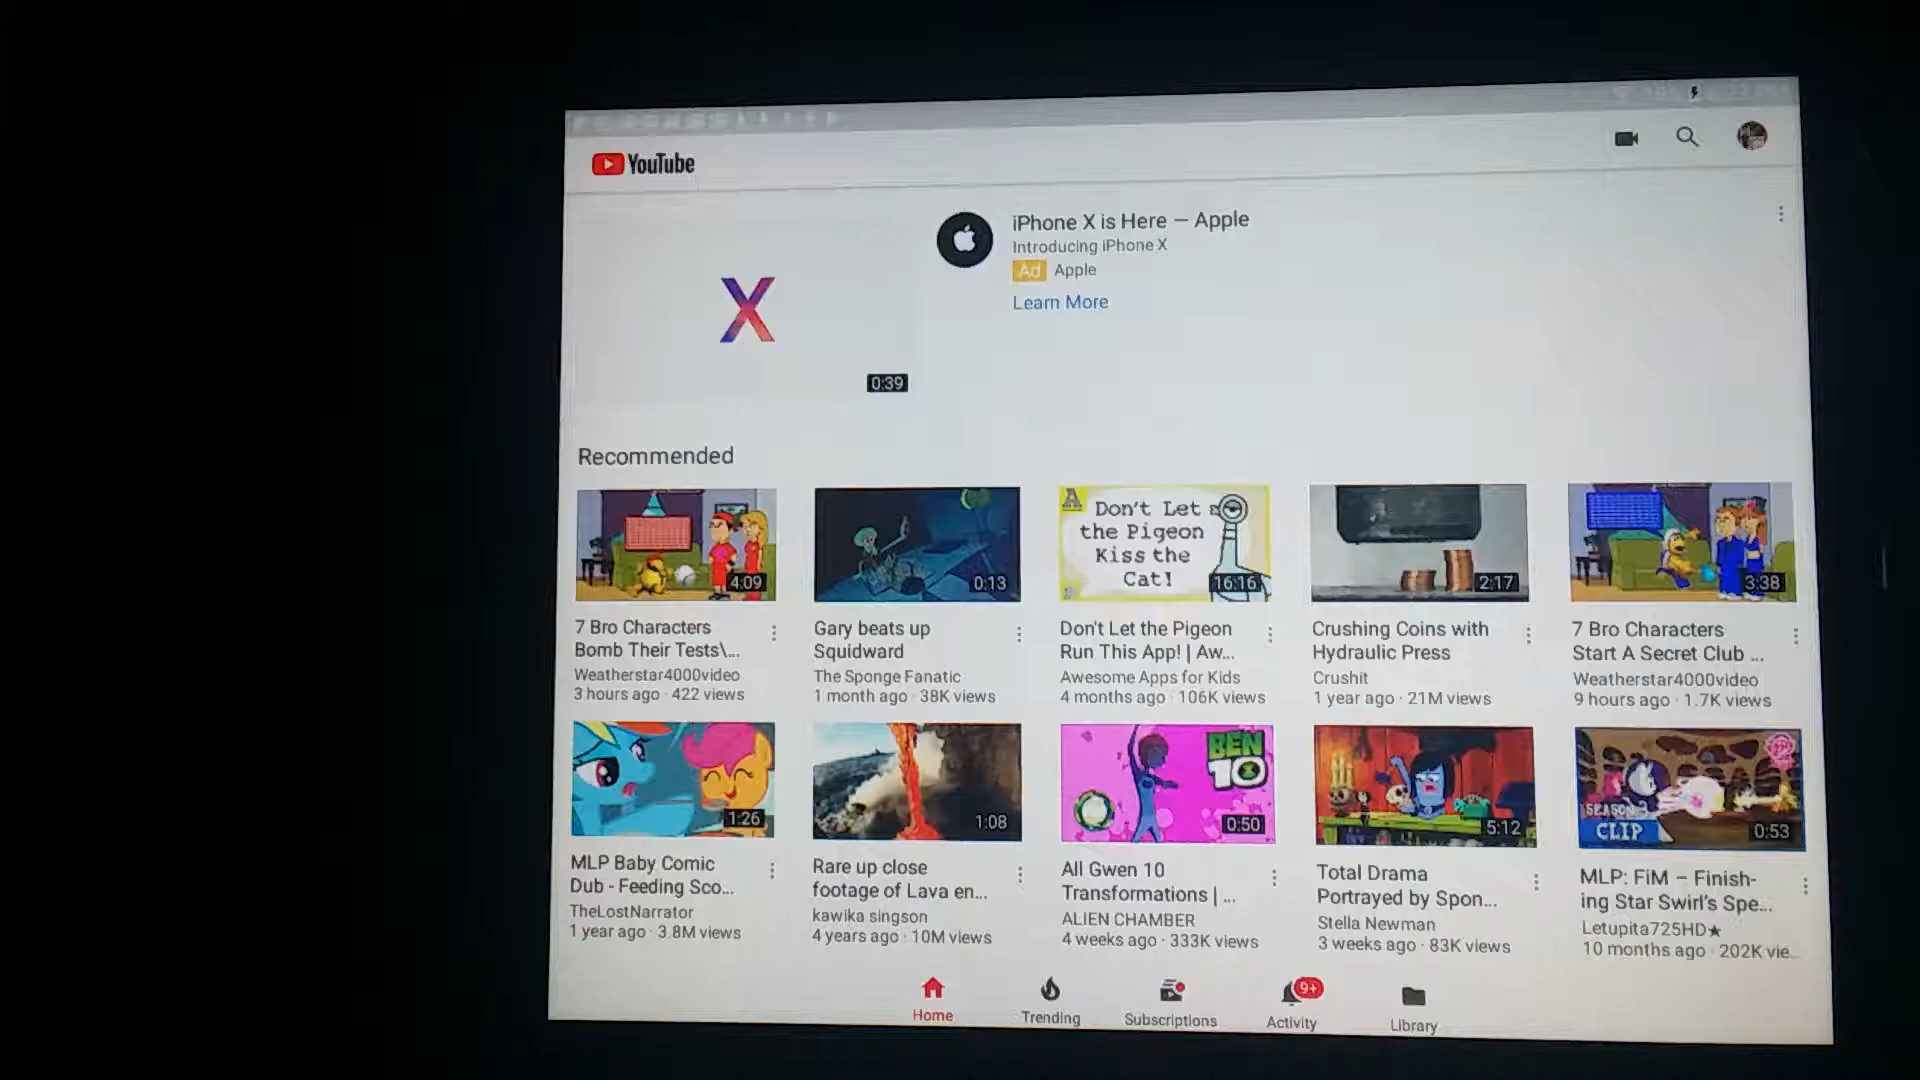 YouTube
iPhone X is Here — Apple
Introducing iPhone X
Ad Apple
Learn More
X
0:39
Recommended
4:09
0:13
A
Don't Let
the Pigeon
Kiss the
Cat!
16:16
2:17
3:38
7 Bro Characters
Bomb Their Tests\...
Weatherstar4000video
3 hours ago · 422 views
Gary beats up
Squidward
The Sponge Fanatic
1 month ago · 38K views
Don't Let the Pigeon
Run This App! | Aw...
Awesome Apps for Kids
4 months ago · 106K views
Crushing Coins with
Hydraulic Press
Crushit
1 year ago · 21M views
7 Bro Characters
Start A Secret Club ...
Weatherstar4000video
9 hours ago · 1.7K views
1:26
1:08
BEN
10
0:50
5:12
SEASON 3
CLIP
0:53
MLP Baby Comic
Dub - Feeding Sco...
TheLostNarrator
1 year ago · 3.8M views
Rare up close
footage of Lava en...
kawika singson
4 years ago · 10M views
All Gwen 10
Transformations | ...
ALIEN CHAMBER
4 weeks ago · 333K views
Total Drama
Portrayed by Spon...
Stella Newman
3 weeks ago · 83K views
MLP: FiM – Finish-
ing Star Swirl's Spe...
Letupita725HD★
10 months ago · 202K vie...
9+
Home
Trending
Subscriptions
Activity
Library